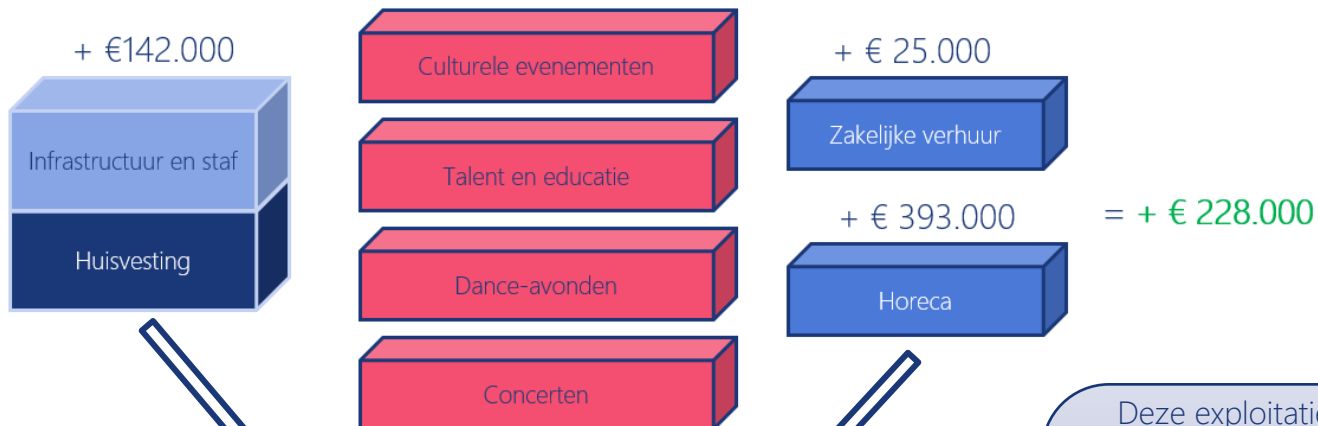 + €142.000
Infrastructuur en staf
Huisvesting
Culturele evenementen
Talent en educatie
Dance-avonden
Concerten
+ € 25.000
Zakelijke verhuur
+ € 393.000
Horeca
= + € 228.000
Deze exploitatie